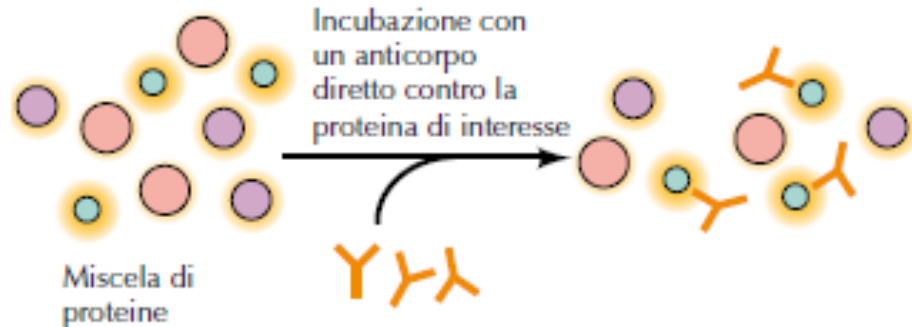 Incubazione con
un anticorpo
diretto contro la
proteina di interesse
Miscela di
proteine